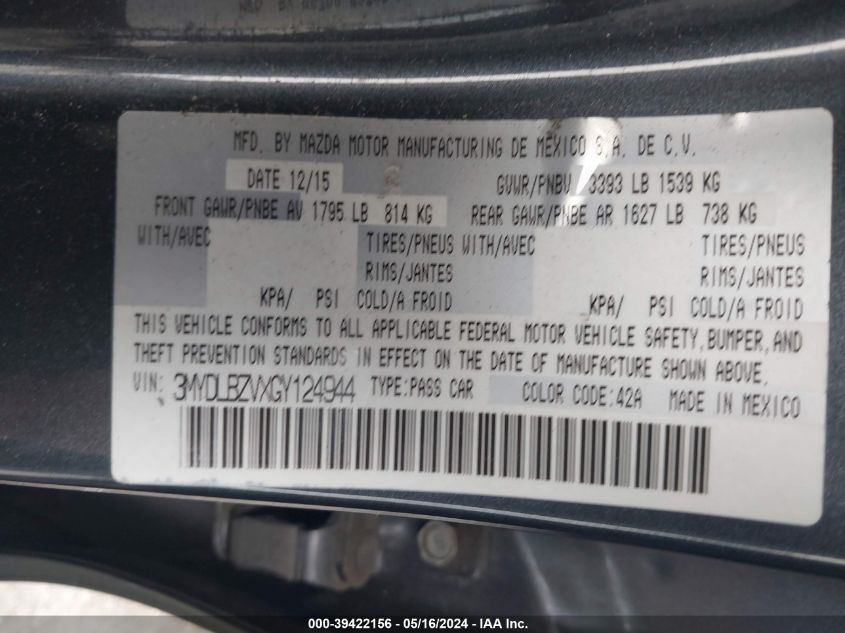 MFD. BY MAZDA MOTOR MANUFACTURING DE MEXICO S.A. DE C.V.
DATE 12/15 GVWR/PNBV 3393 LB 1539 KG
FRONT GAWR/PNBE AV 1795 LB 814 KG REAR GAWR/PNBE AR 1627 LB 738 KG
WITH/AVEC TIRES/PNEUS WITH/AVEC TIRES/PNEUS
RIMS/JANTES RIMS/JANTES
KPA/ PSI COLD/A FROID KPA/ PSI COLD/A FROID
THIS VEHICLE CONFORMS TO ALL APPLICABLE FEDERAL MOTOR VEHICLE SAFETY, BUMPER, AND
THEFT PREVENTION STANDARDS IN EFFECT ON THE DATE OF MANUFACTURE SHOWN ABOVE.
VIN: 3MYDLBZVXGY124944 TYPE:PASS CAR COLOR CODE:42A MADE IN MEXICO
000-39422156 - 05/16/2024 - IAA Inc.